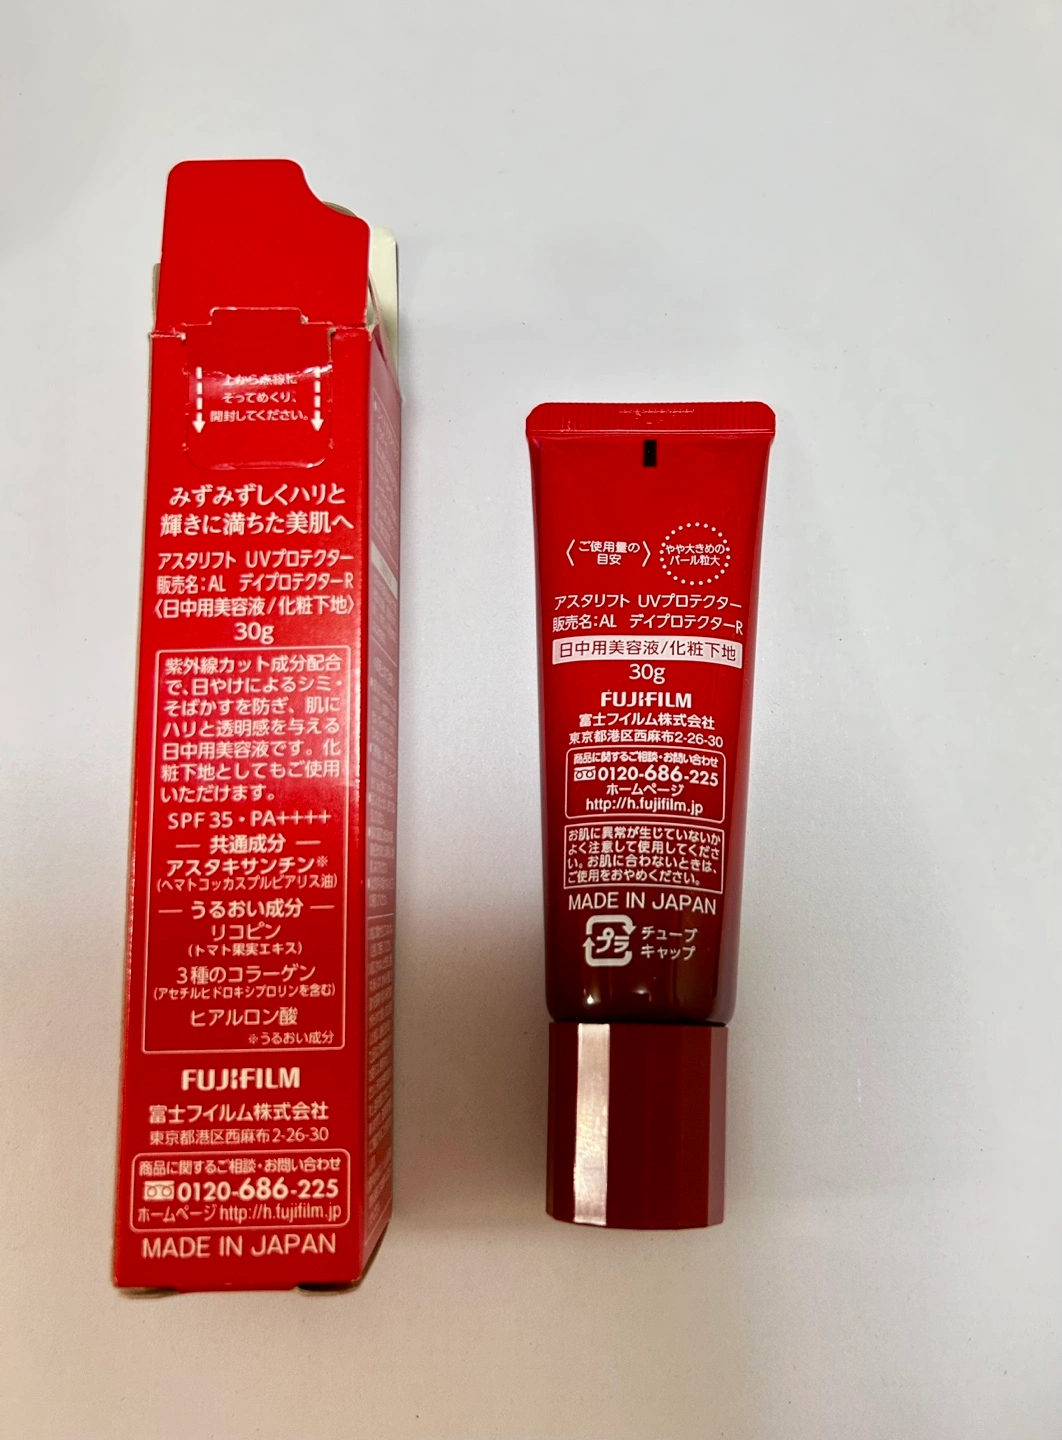 上から点線に
そってめくり、
開封してください。
みずみずしくハリと
輝きに満ちた美肌へ
アスタリフト UVプロテクター
販売名:AL デイプロテクターR
〈日中用美容液/化粧下地〉
30g
紫外線カット成分配合
で、日やけによるシミ・
そばかすを防ぎ、肌に
ハリと透明感を与える
日中用美容液です。化
粧下地としてもご使用
いただけます。
SPF35・PA++++
― 共通成分 ―
アスタキサンチン※
(ヘマトコッカスプルビアリス油)
― うるおい成分 ―
リコピン
(トマト果実エキス)
3種のコラーゲン
(アセチルヒドロキシプロリンを含む)
ヒアルロン酸
※うるおい成分
FUJIFILM
富士フイルム株式会社
東京都港区西麻布2-26-30
商品に関するご相談・お問い合わせ
0120-686-225
ホームページ http://h.fujifilm.jp
MADE IN JAPAN
〈ご使用量の
目安〉
やや大きめの
パール粒大
アスタリフト UVプロテクター
販売名:AL デイプロテクターR
日中用美容液/化粧下地
30g
FUJIFILM
富士フイルム株式会社
東京都港区西麻布2-26-30
商品に関するご相談・お問い合わせ
0120-686-225
ホームページ
http://h.fujifilm.jp
お肌に異常が生じていないか
よく注意して使用してくださ
い。お肌に合わないときは、
ご使用をおやめください。
MADE IN JAPAN
プラ
チューブ
キャップ